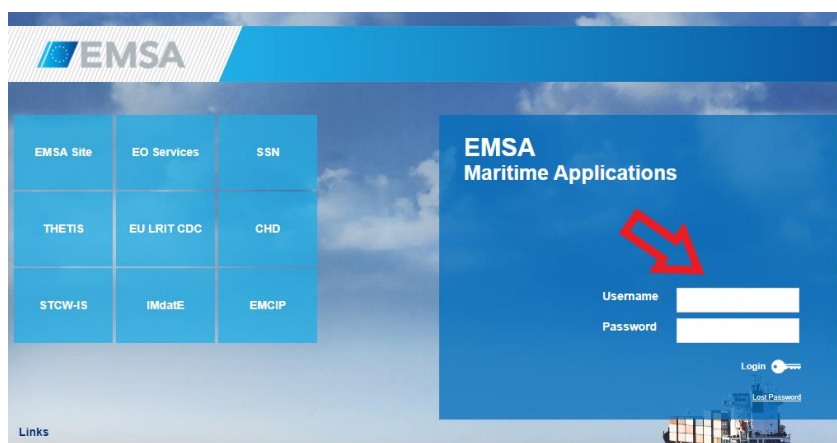 EMSA
EMSA Site EO Services SSN
THETIS EU LRIT CDC CHD
STCW-IS IMdatE EMCIP
Links
EMSA
Maritime Applications
Username
Password
Login
Lost Password